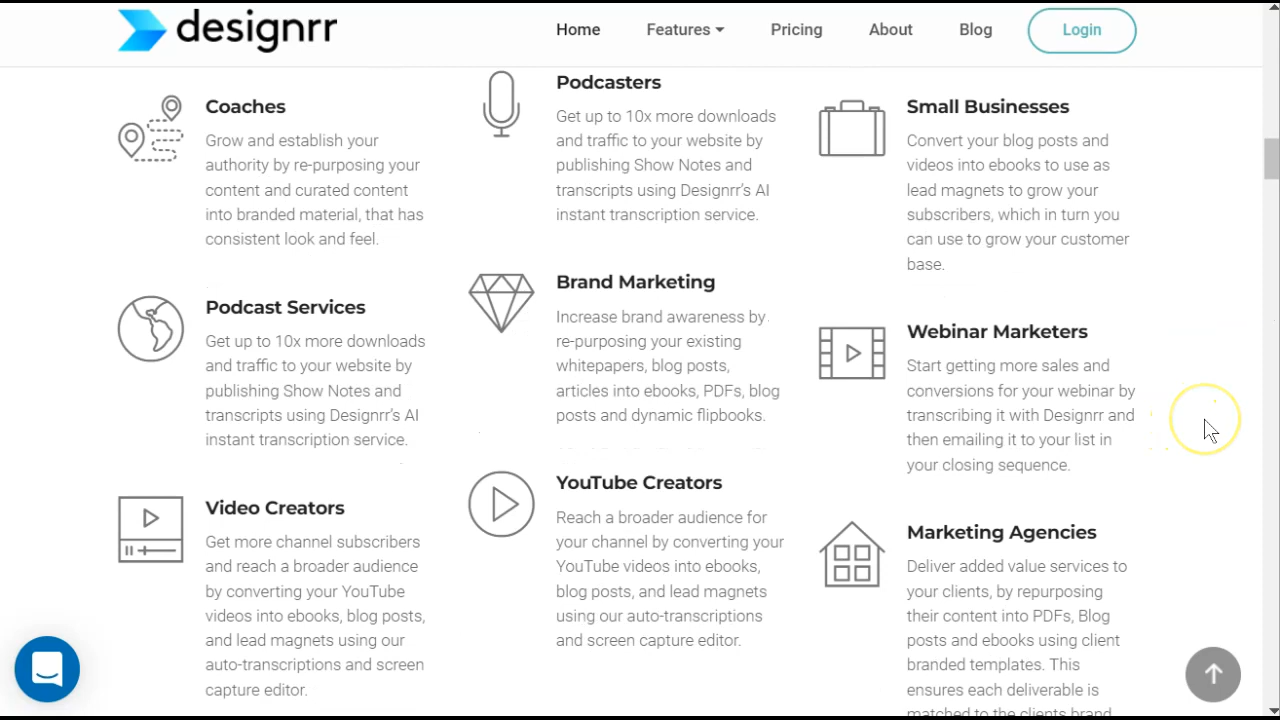 designrr
Home
Features
Pricing
About
Blog
Login
Coaches
Grow and establish your
authority by re-purposing your
content and curated content
into branded material, that has
consistent look and feel.
Podcasters
Get up to 10x more downloads
and traffic to your website by
publishing Show Notes and
transcripts using Designrr's AI
instant transcription service.
Small Businesses
Convert your blog posts and
videos into ebooks to use as
lead magnets to grow your
subscribers, which in turn you
can use to grow your customer
base.
Podcast Services
Get up to 10x more downloads
and traffic to your website by
publishing Show Notes and
transcripts using Designrr's AI
instant transcription service.
Brand Marketing
Increase brand awareness by
re-purposing your existing
whitepapers, blog posts,
articles into ebooks, PDFs, blog
posts and dynamic flipbooks.
Webinar Marketers
Start getting more sales and
conversions for your webinar by
transcribing it with Designrr and
then emailing it to your list in
your closing sequence.
Video Creators
Get more channel subscribers
and reach a broader audience
by converting your YouTube
videos into ebooks, blog posts,
and lead magnets using our
auto-transcriptions and screen
capture editor.
YouTube Creators
Reach a broader audience for
your channel by converting your
YouTube videos into ebooks,
blog posts, and lead magnets
using our auto-transcriptions
and screen capture editor.
Marketing Agencies
Deliver added value services to
your clients, by repurposing
their content into PDFs, Blog
posts and ebooks using client
branded templates. This
ensures each deliverable is
matched to the clients brand